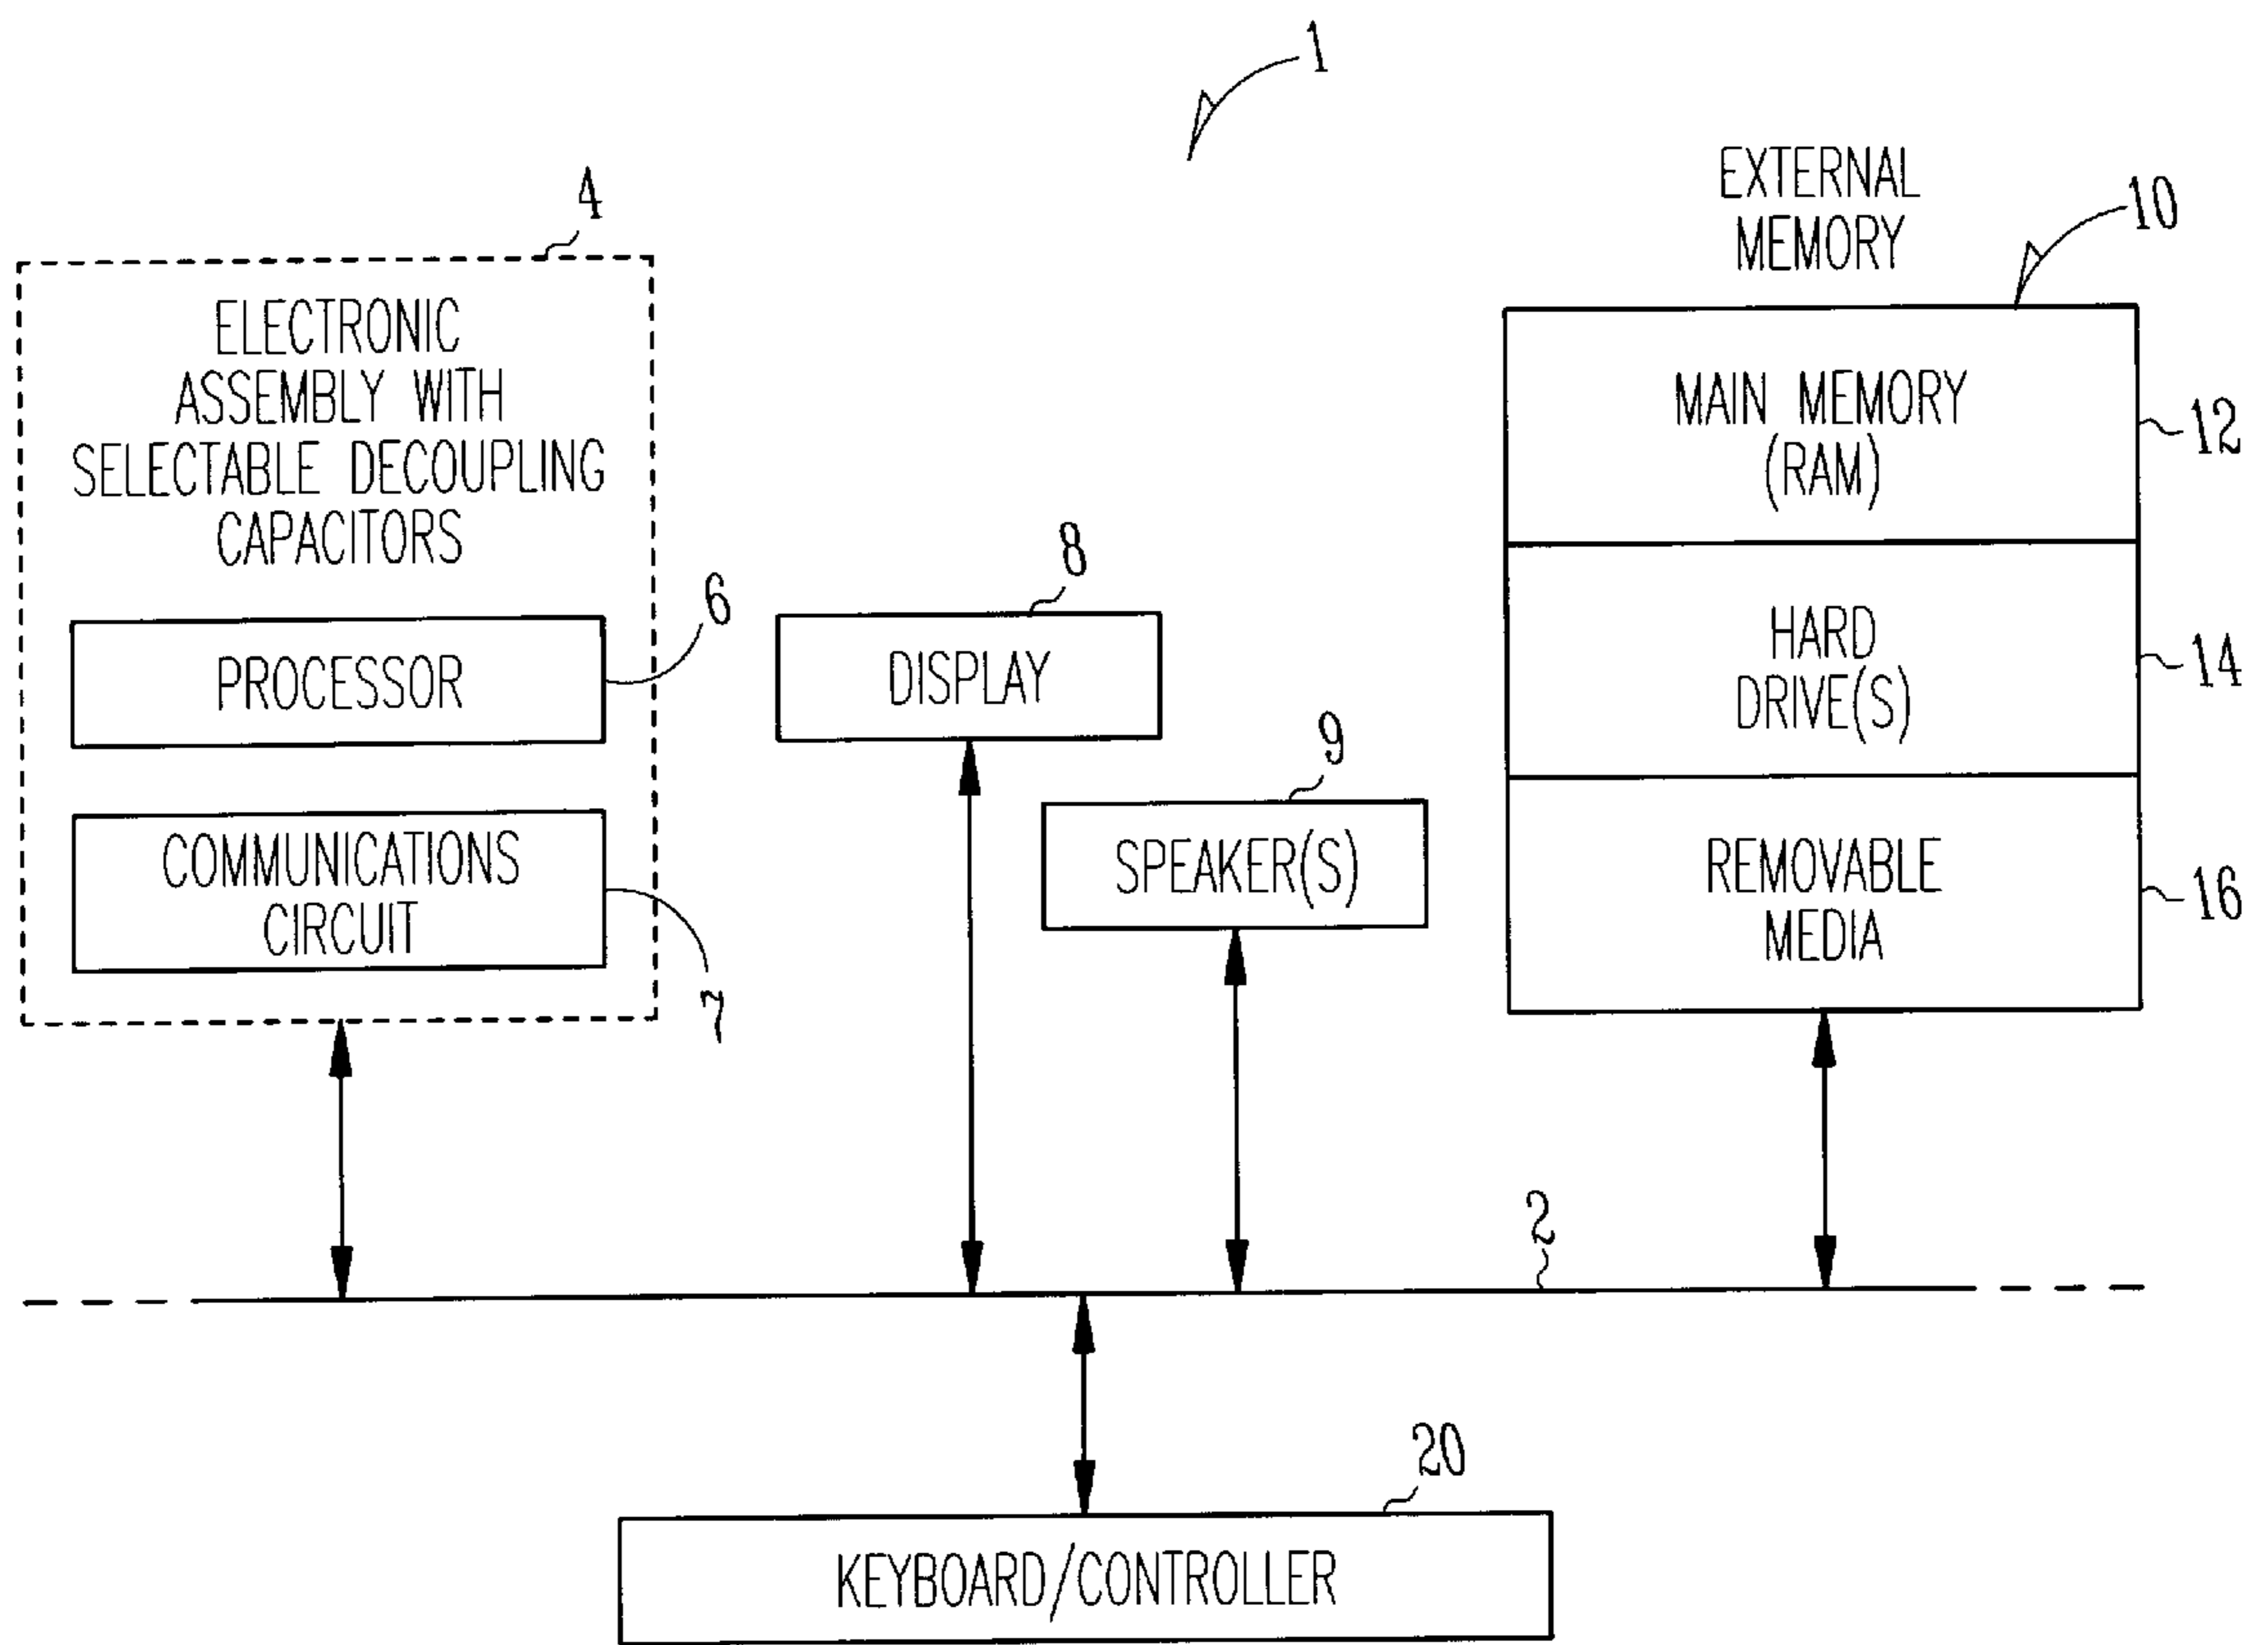 1
EXTERNAL
MEMORY
10
4
ELECTRONIC
ASSEMBLY WITH
SELECTABLE DECOUPLING
CAPACITORS
6
PROCESSOR
COMMUNICATIONS
CIRCUIT
7
8
DISPLAY
9
SPEAKER(S)
MAIN MEMORY
(RAM)
12
HARD
DRIVE(S)
14
REMOVABLE
MEDIA
16
2
20
KEYBOARD/CONTROLLER